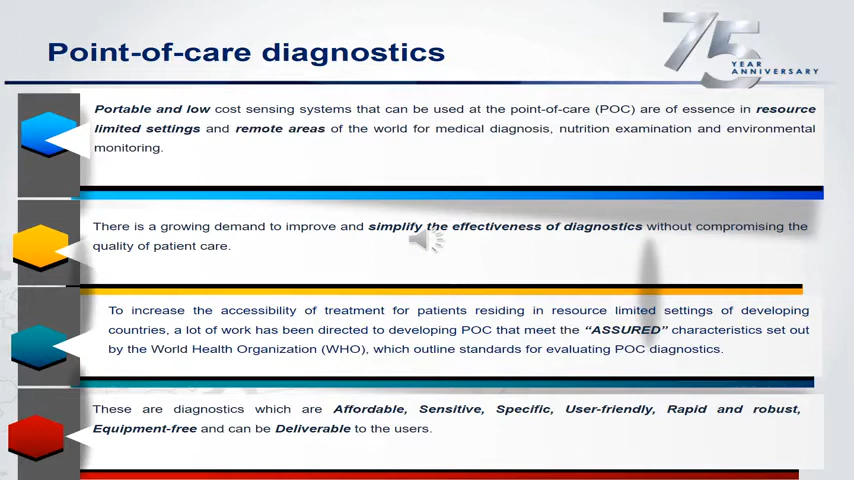 Point-of-care diagnostics
75
YEAR
ANNIVERSARY
Portable and low cost sensing systems that can be used at the point-of-care (POC) are of essence in resource
limited settings and remote areas of the world for medical diagnosis, nutrition examination and environmental
monitoring.
There is a growing demand to improve and simplify the effectiveness of diagnostics without compromising the
quality of patient care.
To increase the accessibility of treatment for patients residing in resource limited settings of developing
countries, a lot of work has been directed to developing POC that meet the “ASSURED” characteristics set out
by the World Health Organization (WHO), which outline standards for evaluating POC diagnostics.
These are diagnostics which are Affordable, Sensitive, Specific, User-friendly, Rapid and robust,
Equipment-free and can be Deliverable to the users.